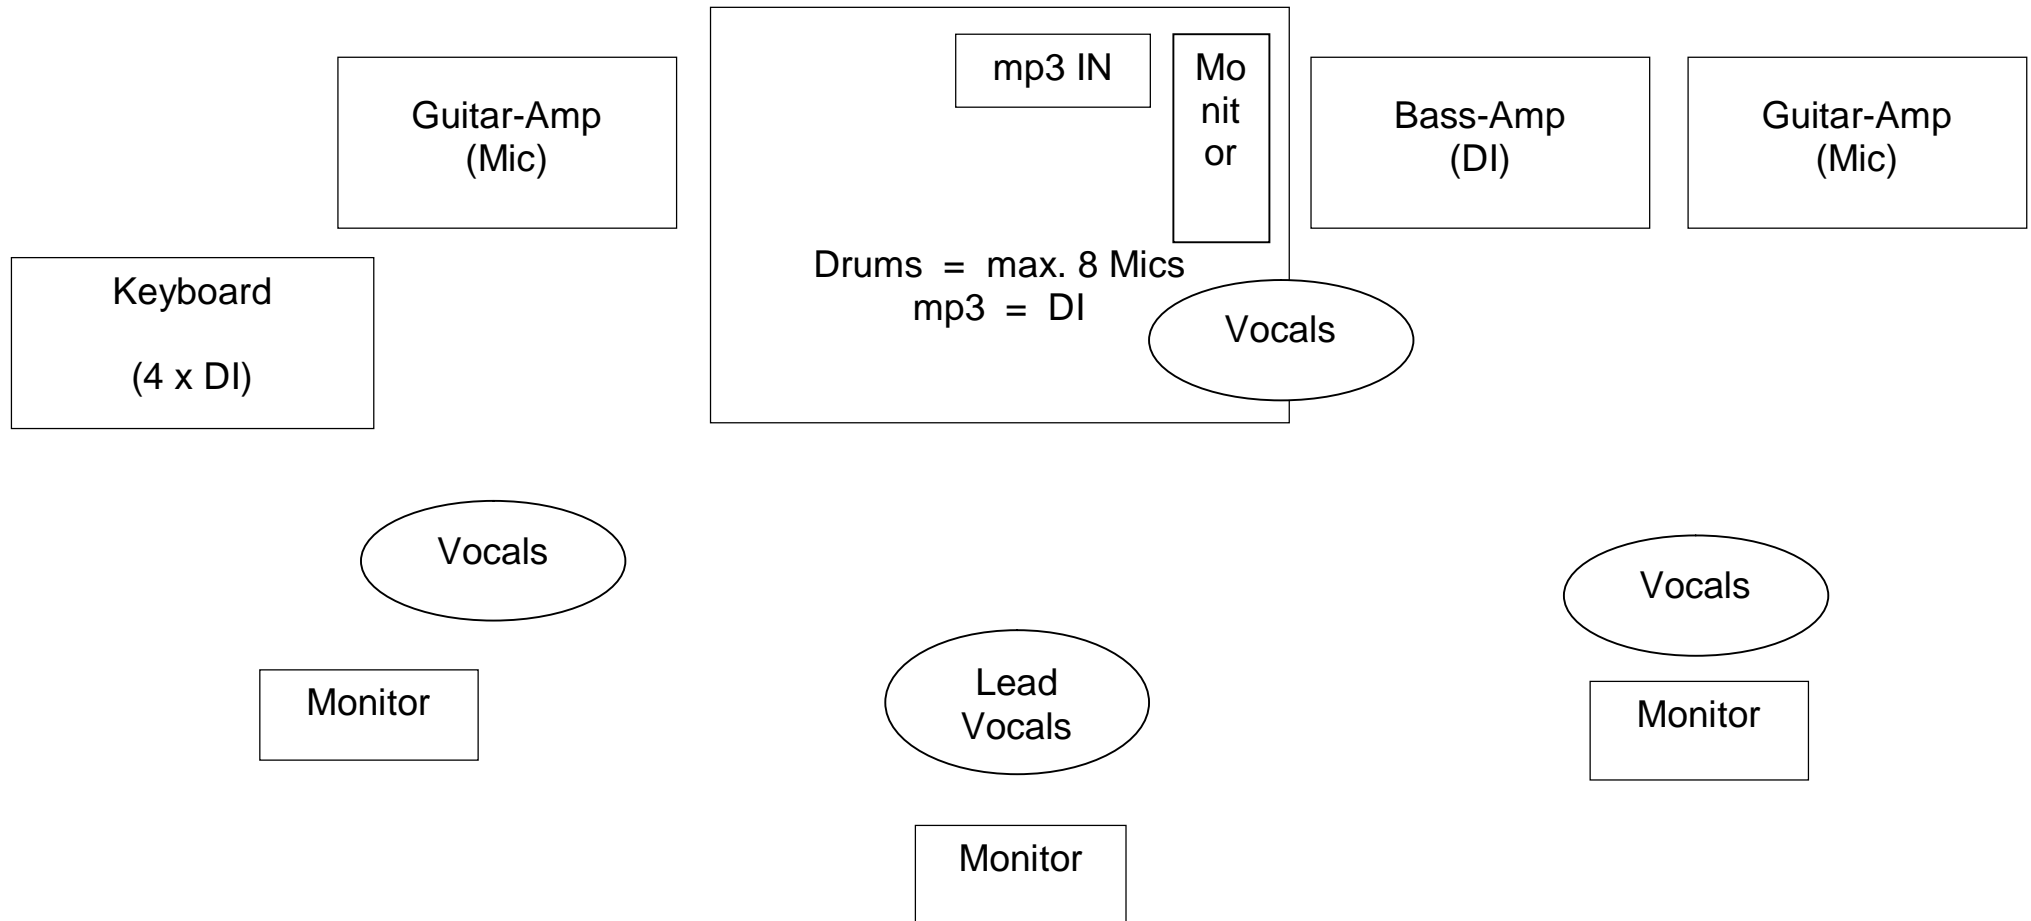 mp3 IN
Mo
nit
or
Guitar-Amp
(Mic)
Bass-Amp
(DI)
Guitar-Amp
(Mic)
Drums = max. 8 Mics
mp3 = DI
Keyboard
(4 x DI)
Vocals
Vocals
Vocals
Lead
Vocals
Monitor
Monitor
Monitor